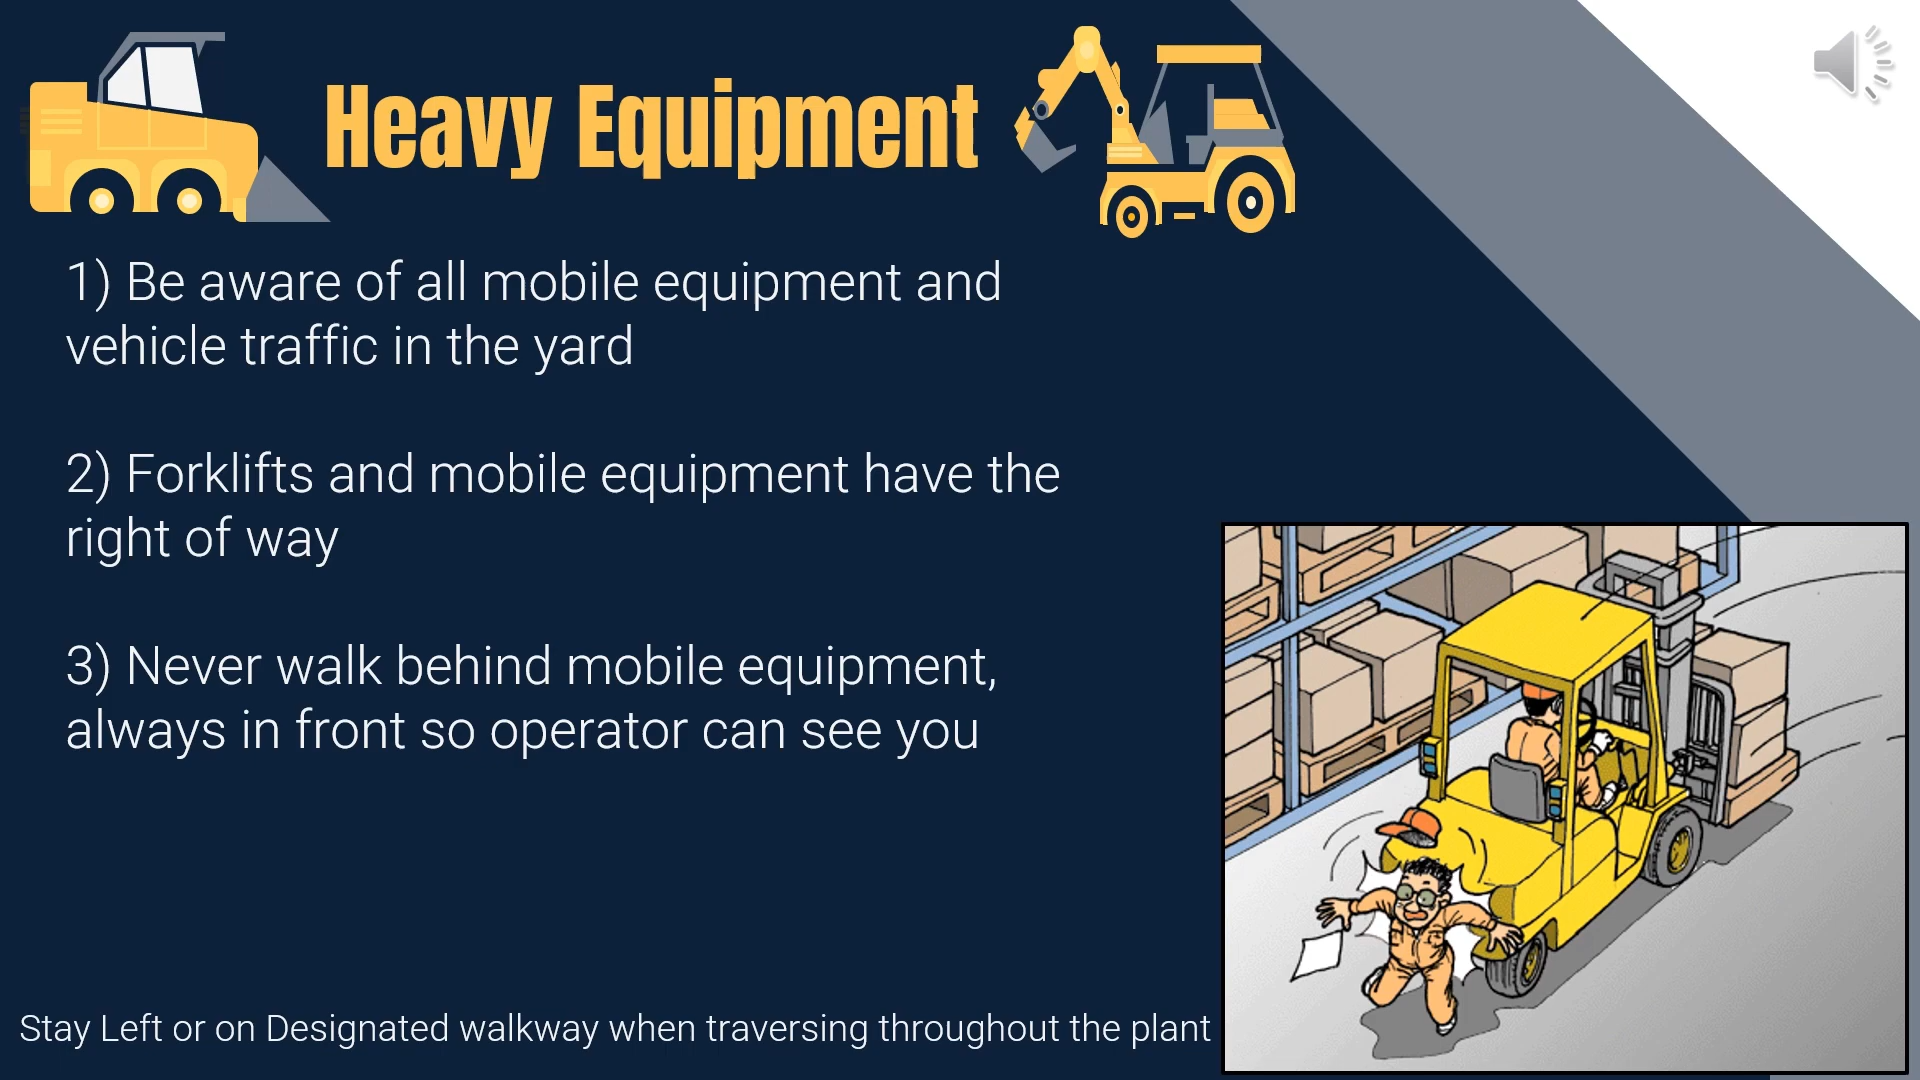 Heavy Equipment
1) Be aware of all mobile equipment and
vehicle traffic in the yard
2) Forklifts and mobile equipment have the
right of way
3) Never walk behind mobile equipment,
always in front so operator can see you
Stay Left or on Designated walkway when traversing throughout the plant